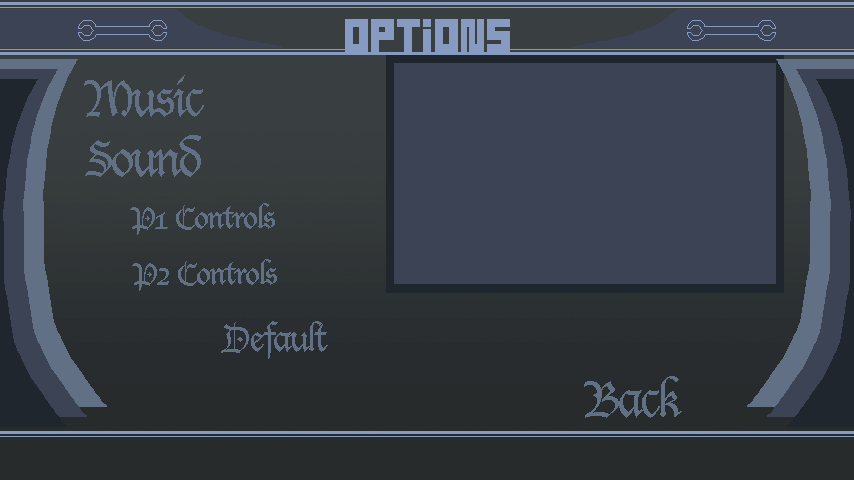 OPTiONS
Music
Sound
P1 Controls
P2 Controls
Default
Back